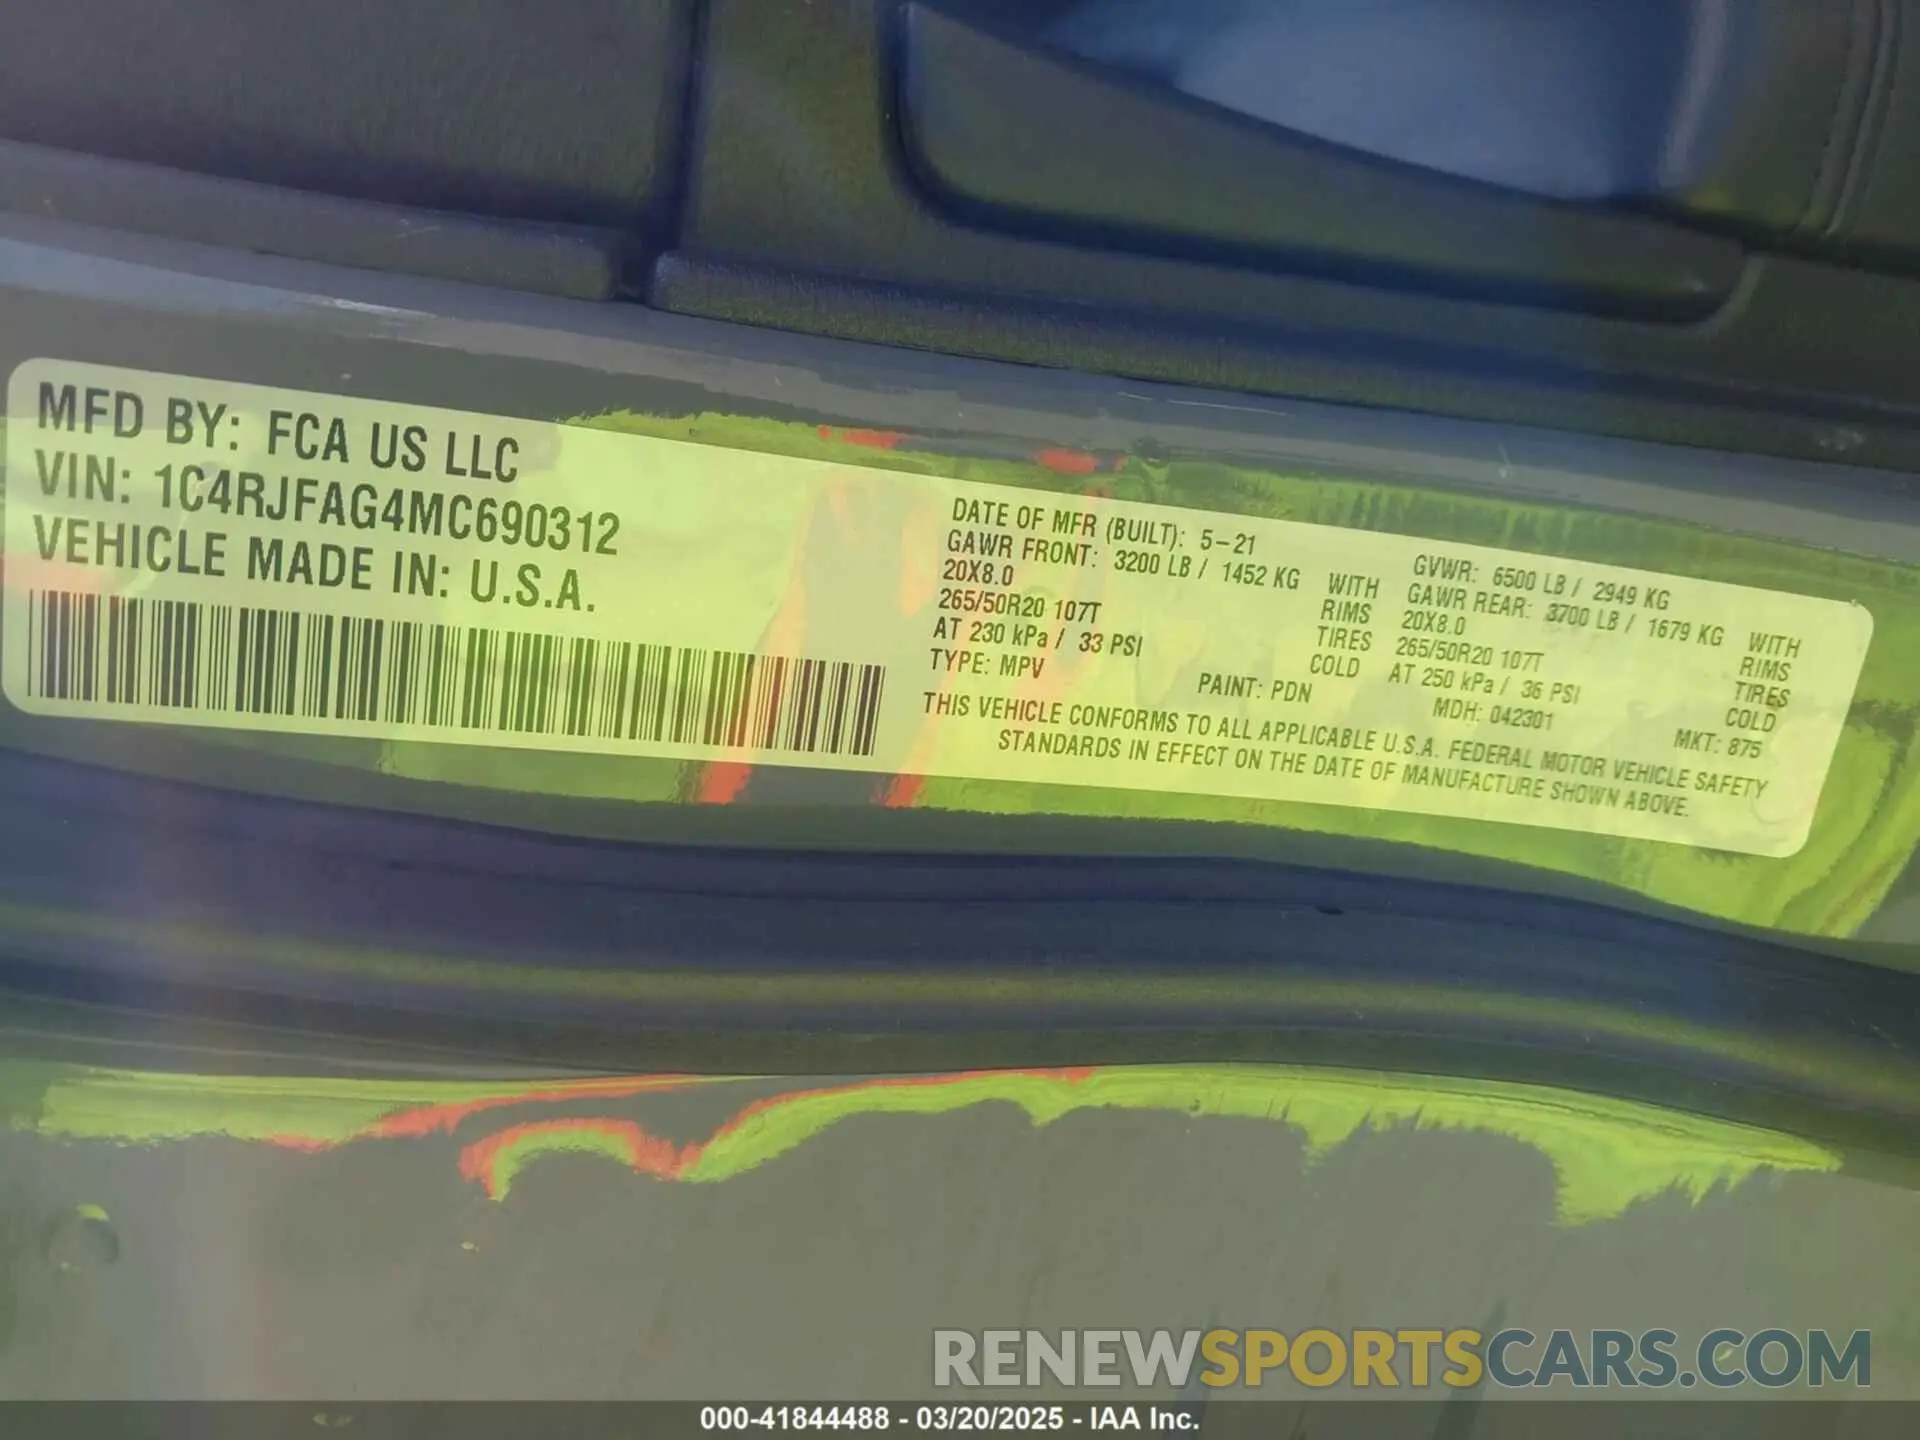 MFD BY: FCA US LLC
VIN: 1C4RJFAG4MC690312
VEHICLE MADE IN: U.S.A.
DATE OF MFR (BUILT): 5-21
GAWR FRONT: 3200 LB / 1452 KG WITH
20X8.0 RIMS
265/50R20 107T TIRES
AT 230 kPa / 33 PSI COLD
TYPE: MPV PAINT: PDN
GVWR: 6500 LB / 2949 KG
GAWR REAR: 3700 LB / 1679 KG WITH
20X8.0 RIMS
265/50R20 107T TIRES
AT 250 kPa / 36 PSI COLD
MDH: 042301 MKT: 875
THIS VEHICLE CONFORMS TO ALL APPLICABLE U.S.A. FEDERAL MOTOR VEHICLE SAFETY
STANDARDS IN EFFECT ON THE DATE OF MANUFACTURE SHOWN ABOVE.
RENEWSPORTSCARS.COM
000-41844488 - 03/20/2025 - IAA Inc.